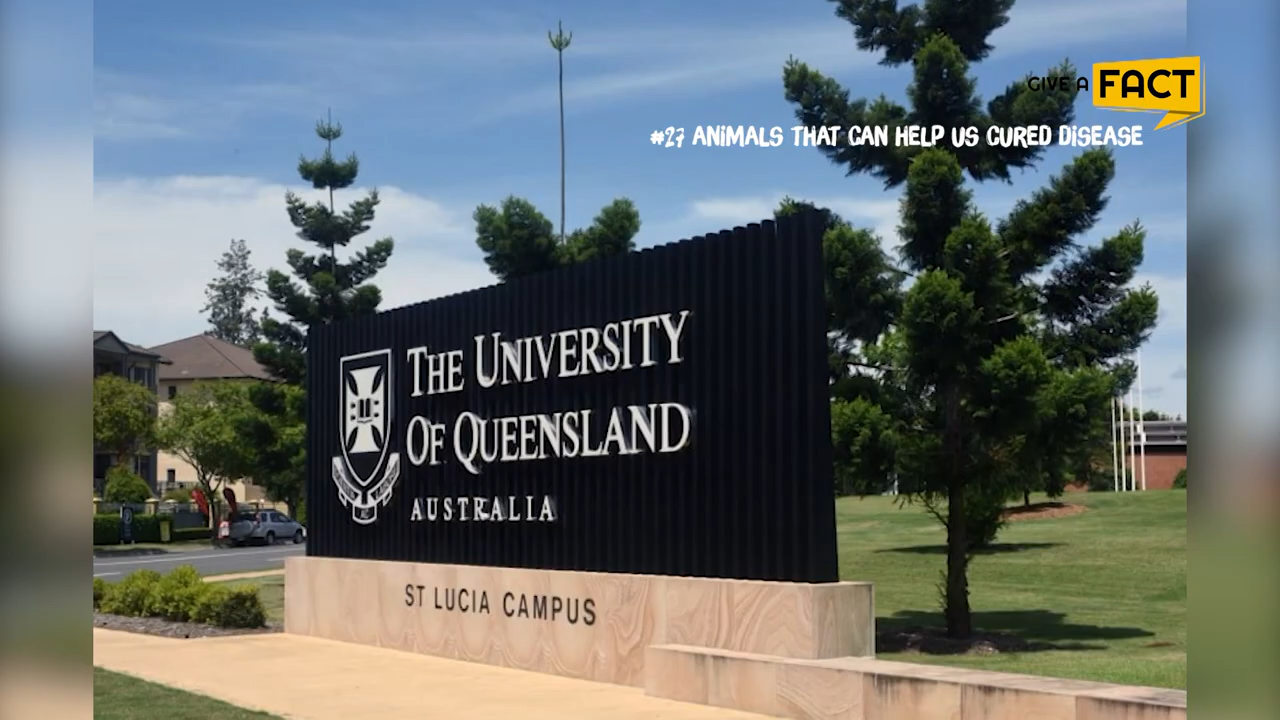 GIVE A FACT
#27 ANIMALS THAT CAN HELP US CURED DISEASE
THE UNIVERSITY
OF QUEENSLAND
AUSTRALIA
ST LUCIA CAMPUS